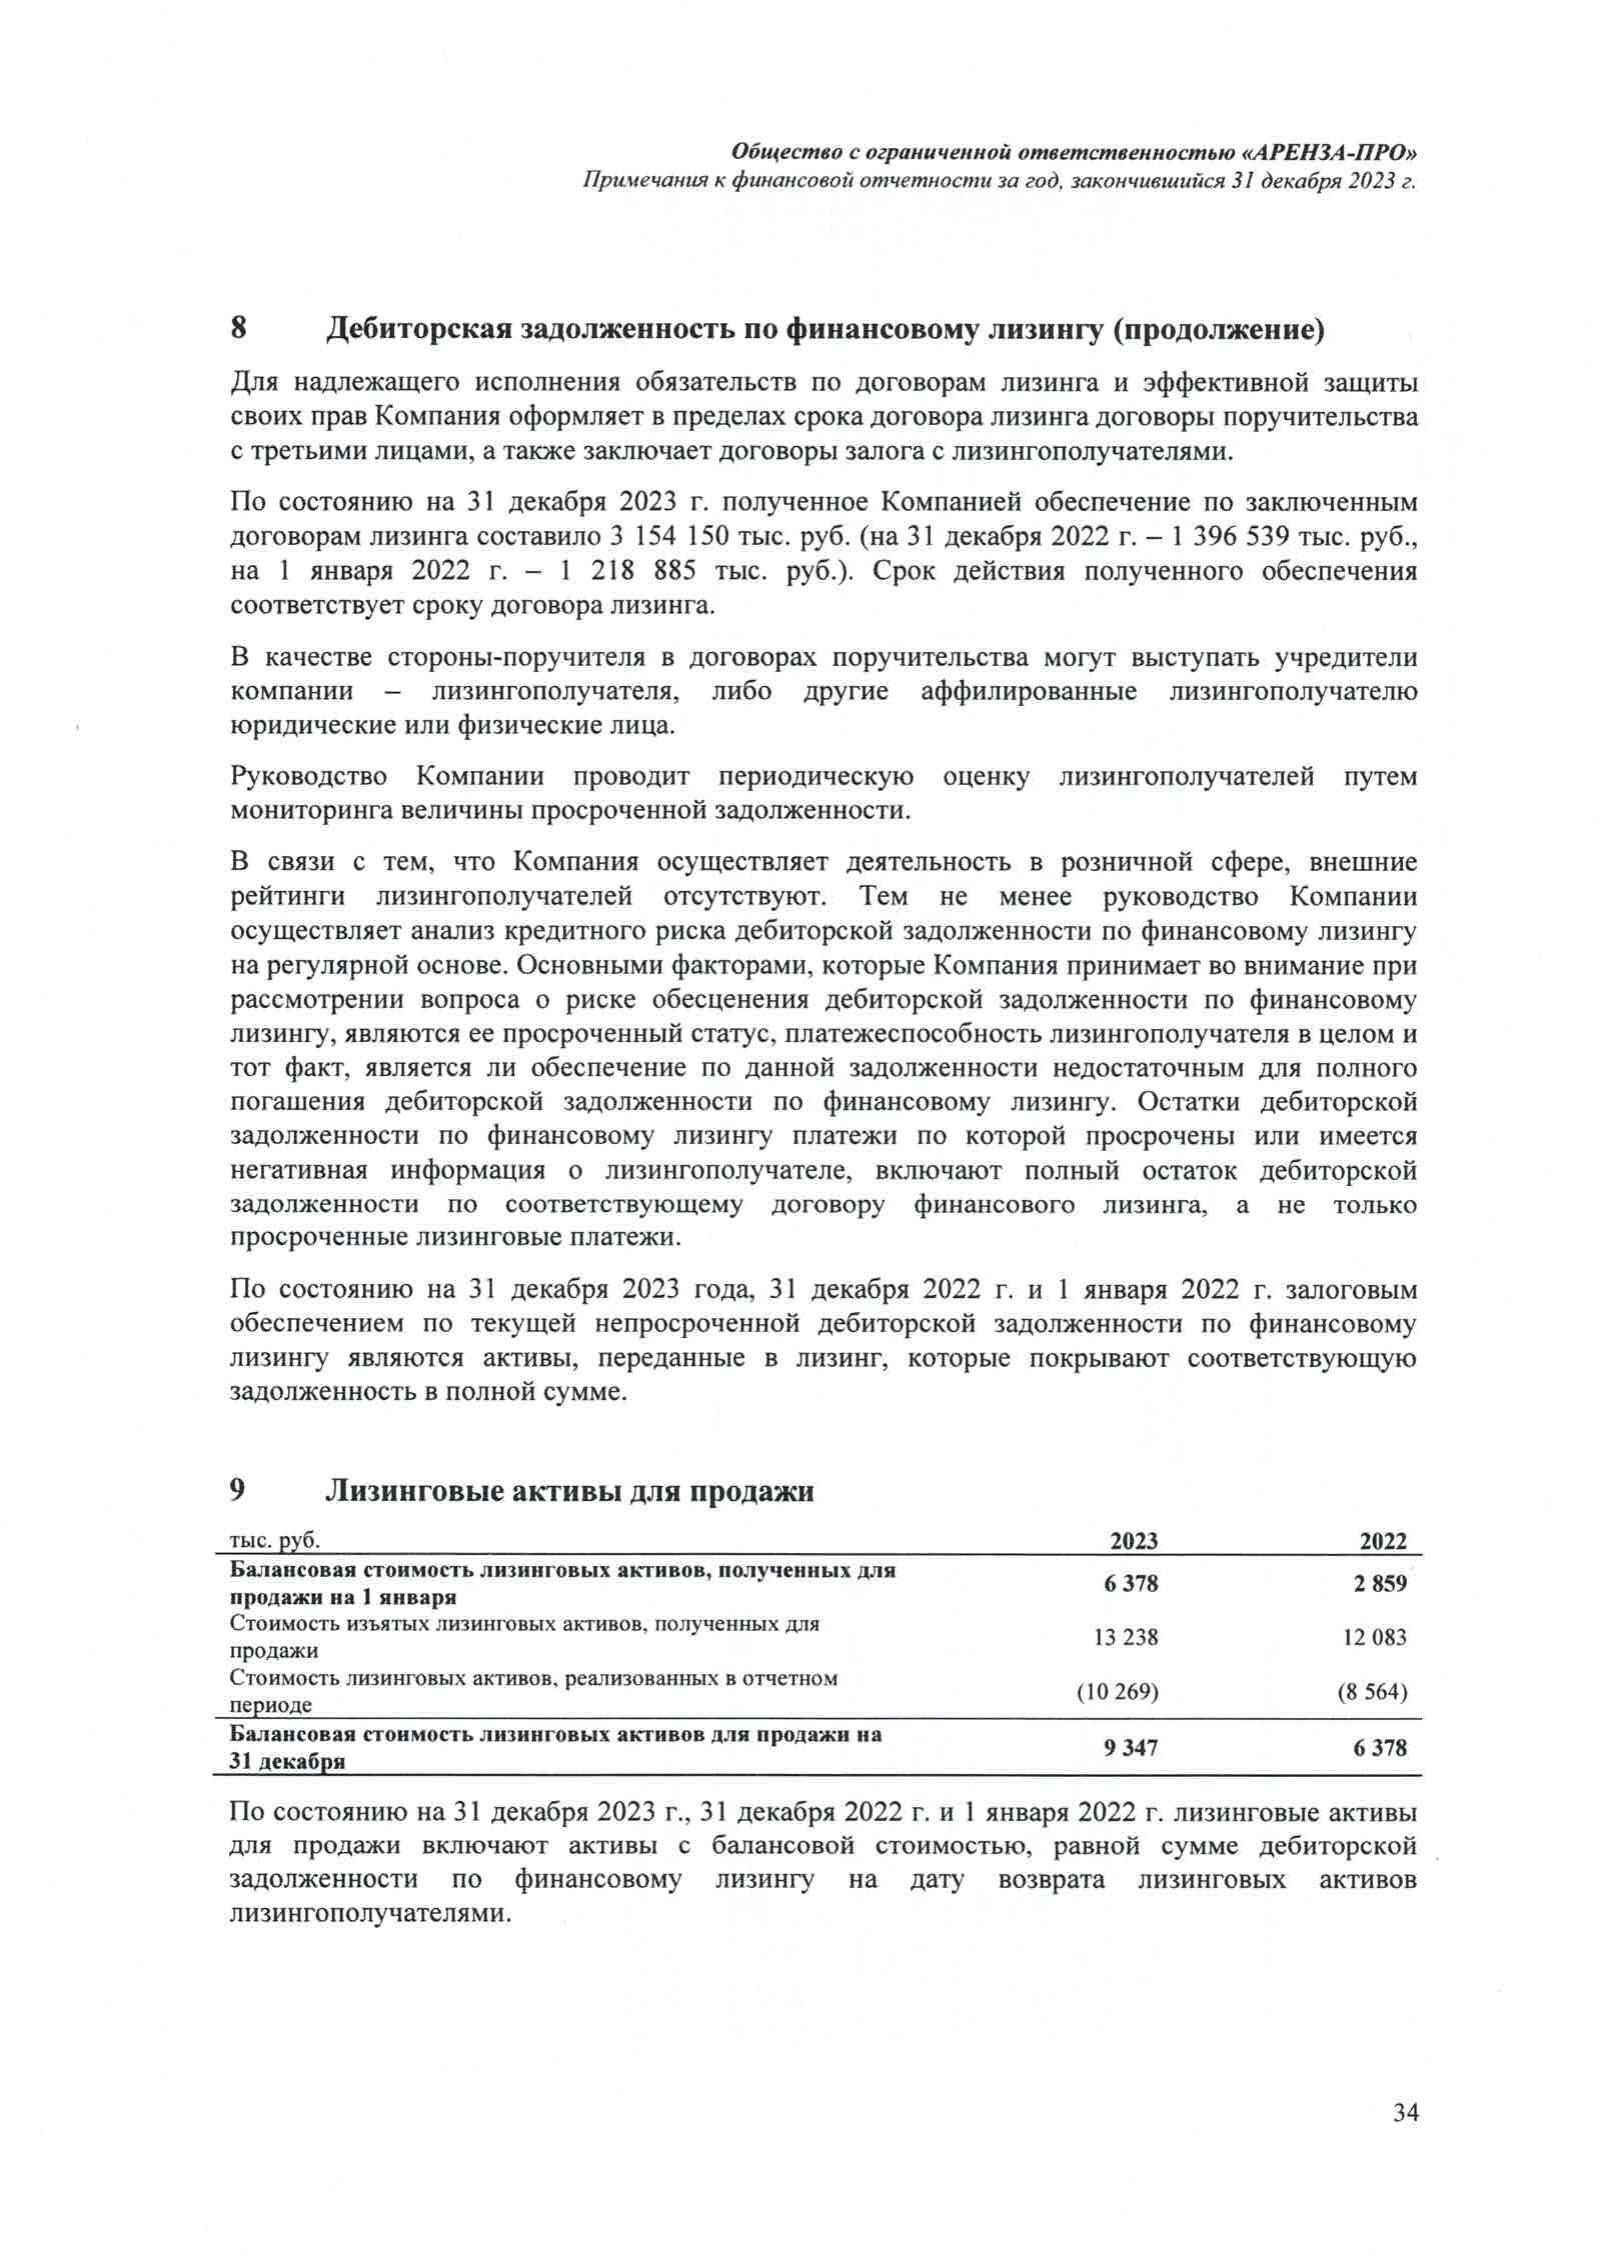 Общество с ограниченной ответственностью «АРЕНЗА-ПРО»
Примечания к финансовой отчетности за год, закончившийся 31 декабря 2023 г.
8 Дебиторская задолженность по финансовому лизингу (продолжение)
Для надлежащего исполнения обязательств по договорам лизинга и эффективной защиты
своих прав Компания оформляет в пределах срока договора лизинга договоры поручительства
с третьими лицами, а также заключает договоры залога с лизингополучателями.
По состоянию на 31 декабря 2023 г. полученное Компанией обеспечение по заключенным
договорам лизинга составило 3 154 150 тыс. руб. (на 31 декабря 2022 г. – 1 396 539 тыс. руб.,
на 1 января 2022 г. – 1 218 885 тыс. руб.). Срок действия полученного обеспечения
соответствует сроку договора лизинга.
В качестве стороны-поручителя в договорах поручительства могут выступать учредители
компании – лизингополучателя, либо другие аффилированные лизингополучателю
юридические или физические лица.
Руководство Компании проводит периодическую оценку лизингополучателей путем
мониторинга величины просроченной задолженности.
В связи с тем, что Компания осуществляет деятельность в розничной сфере, внешние
рейтинги лизингополучателей отсутствуют. Тем не менее руководство Компании
осуществляет анализ кредитного риска дебиторской задолженности по финансовому лизингу
на регулярной основе. Основными факторами, которые Компания принимает во внимание при
рассмотрении вопроса о риске обесценения дебиторской задолженности по финансовому
лизингу, являются ее просроченный статус, платежеспособность лизингополучателя в целом и
тот факт, является ли обеспечение по данной задолженности недостаточным для полного
погашения дебиторской задолженности по финансовому лизингу. Остатки дебиторской
задолженности по финансовому лизингу платежи по которой просрочены или имеется
негативная информация о лизингополучателе, включают полный остаток дебиторской
задолженности по соответствующему договору финансового лизинга, а не только
просроченные лизинговые платежи.
По состоянию на 31 декабря 2023 года, 31 декабря 2022 г. и 1 января 2022 г. залоговым
обеспечением по текущей непросроченной дебиторской задолженности по финансовому
лизингу являются активы, переданные в лизинг, которые покрывают соответствующую
задолженность в полной сумме.
9 Лизинговые активы для продажи
тыс. руб. 2023 2022
Балансовая стоимость лизинговых активов, полученных для
продажи на 1 января 6 378 2 859
Стоимость изъятых лизинговых активов, полученных для
продажи 13 238 12 083
Стоимость лизинговых активов, реализованных в отчетном
периоде (10 269) (8 564)
Балансовая стоимость лизинговых активов для продажи на
31 декабря 9 347 6 378
По состоянию на 31 декабря 2023 г., 31 декабря 2022 г. и 1 января 2022 г. лизинговые активы
для продажи включают активы с балансовой стоимостью, равной сумме дебиторской
задолженности по финансовому лизингу на дату возврата лизинговых активов
лизингополучателями.
34